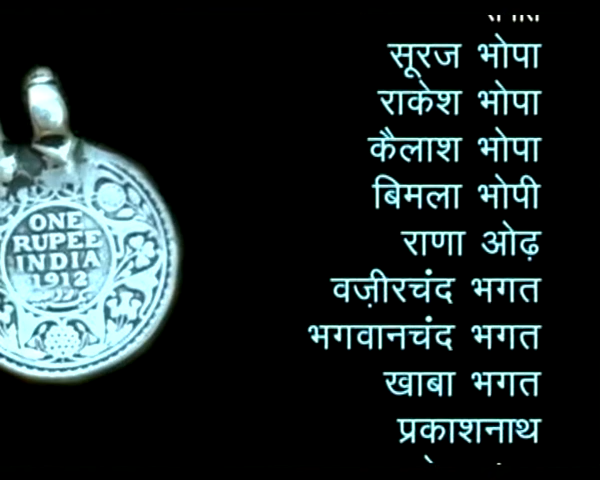 सूरज भोपा
राकेश भोपा
कैलाश भोपा
बिमला भोपी
राणा ओढ़
वज़ीरचंद भगत
भगवानचंद भगत
खाबा भगत
प्रकाशनाथ
ONE
RUPEE
INDIA
1912